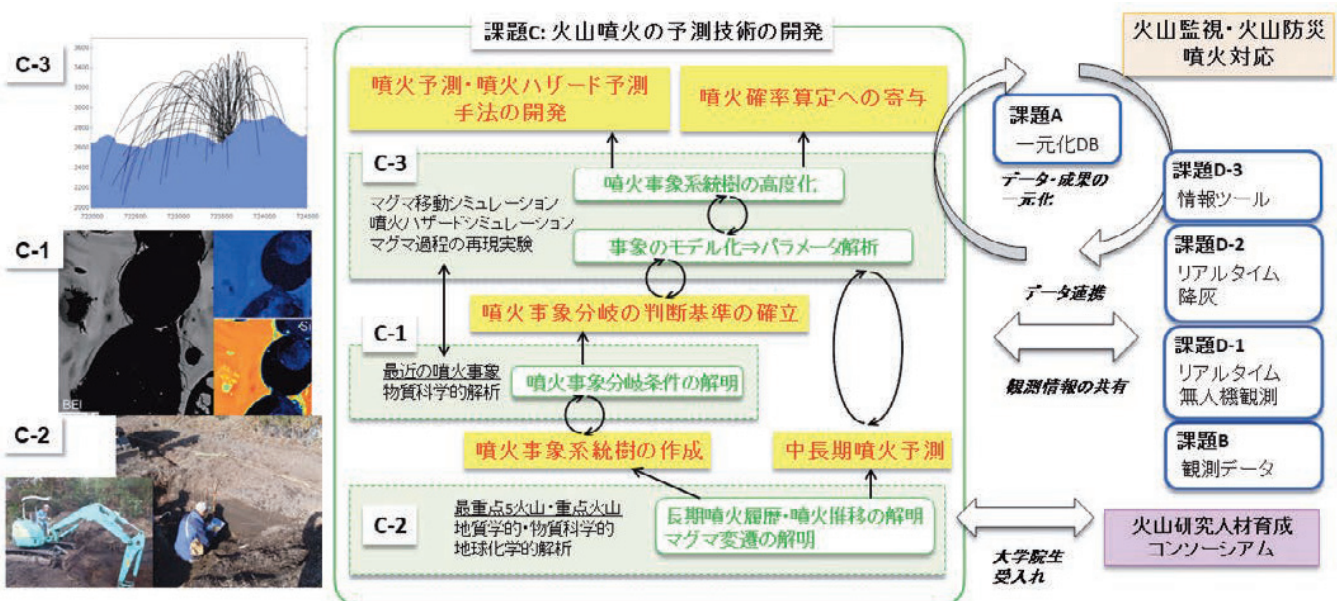 課題C: 火山噴火の予測技術の開発
C-3
3600
3400
3200
3000
2800
2600
2400
2200
2000
C-1
BEI
Si
C-2
噴火予測・噴火ハザード予測
手法の開発
噴火確率算定への寄与
C-3
マグマ移動シミュレーション
噴火ハザードシミュレーション
マグマ過程の再現実験
噴火事象系統樹の高度化
事象のモデル化⇒パラメータ解析
噴火事象分岐の判断基準の確立
C-1
最近の噴火事象
物質科学的解析
噴火事象分岐条件の解明
噴火事象系統樹の作成
中長期噴火予測
C-2
最重点5火山・重点火山
地質学的・物質科学的
地球化学的解析
長期噴火履歴・噴火推移の解明
マグマ変遷の解明
火山監視・火山防災
噴火対応
課題A
一元化DB
データ・成果の
一元化
課題D-3
情報ツール
課題D-2
リアルタイム
降灰
データ連携
観測情報の共有
課題D-1
リアルタイム
無人機観測
課題B
観測データ
大学院生
受入れ
火山研究人材育成
コンソーシアム